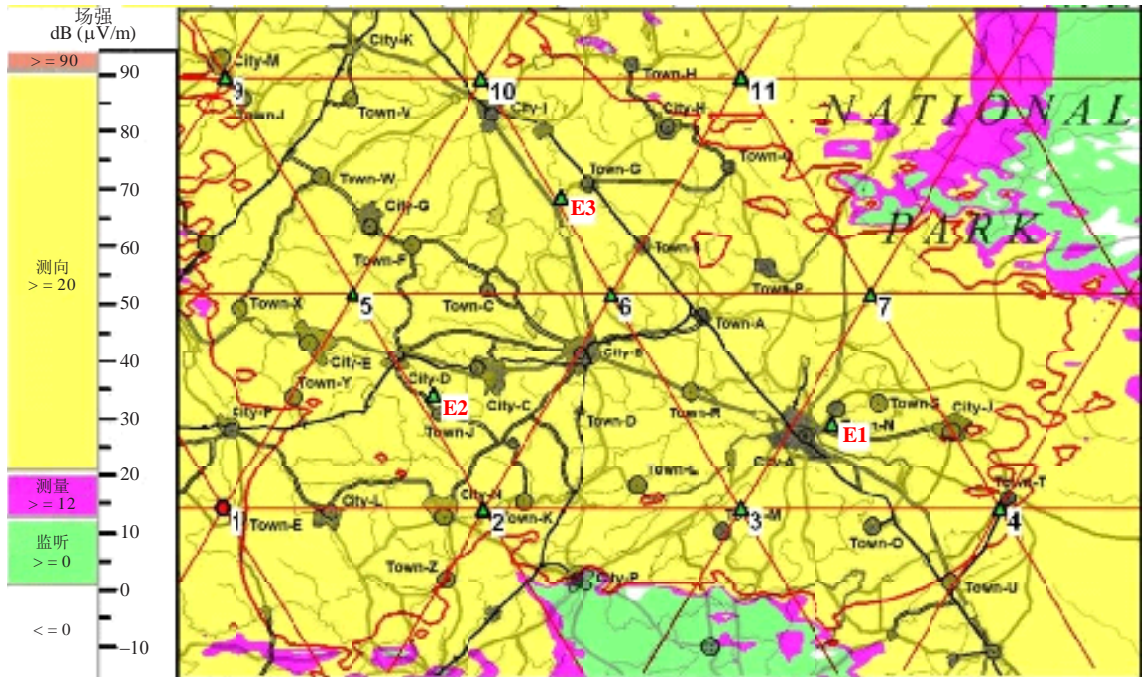 场强
dB (μV/m)
>= 90
90
80
70
60
50
40
30
20
10
0
–10
测向
>= 20
测量
>= 12
监听
>= 0
<= 0
City-K
City-M
9
Town-V
10
City-I
Town-H
City-H
11
NATIONAL
PARK
Town-G
Town-W
City-G
E3
Town-F
Town-X
5
Town-C
6
Town-P
7
Town-A
City-E
Town-Y
City-D
E2
City-C
Town-J
Town-D
Town-R
Town-S
City-J
E1
City-A
City-F
1
Town-E
City-L
City-N
2
Town-K
3
Town-M
Town-O
Town-T
4
Town-Z
City-P
Town-U